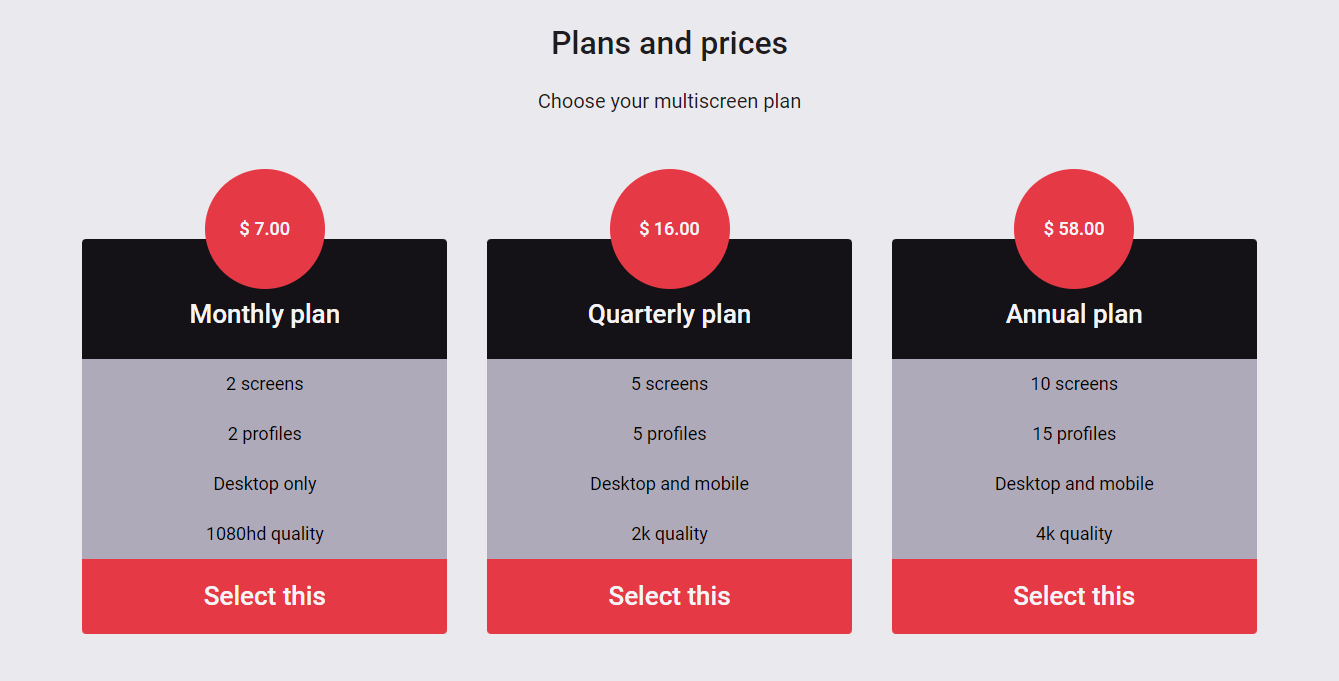 Plans and prices
Choose your multiscreen plan
$ 7.00
Monthly plan
2 screens
2 profiles
Desktop only
1080hd quality
Select this
$ 16.00
Quarterly plan
5 screens
5 profiles
Desktop and mobile
2k quality
Select this
$ 58.00
Annual plan
10 screens
15 profiles
Desktop and mobile
4k quality
Select this